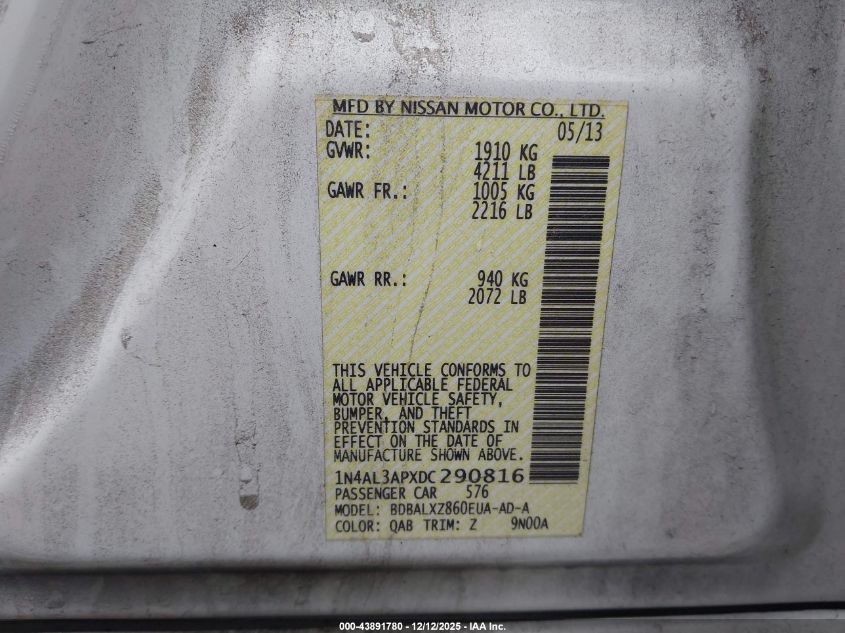 MFD BY NISSAN MOTOR CO., LTD.
DATE: 05/13
GVWR: 1910 KG
4211 LB
GAWR FR.: 1005 KG
2216 LB
GAWR RR.: 940 KG
2072 LB
THIS VEHICLE CONFORMS TO
ALL APPLICABLE FEDERAL
MOTOR VEHICLE SAFETY,
BUMPER, AND THEFT
PREVENTION STANDARDS IN
EFFECT ON THE DATE OF
MANUFACTURE SHOWN ABOVE.
1N4AL3APXDC290816
PASSENGER CAR 576
MODEL: BDBALXZ860EUA-AD-A
COLOR: QAB TRIM: Z 9N00A
000-43891780 - 12/12/2025 - IAA Inc.